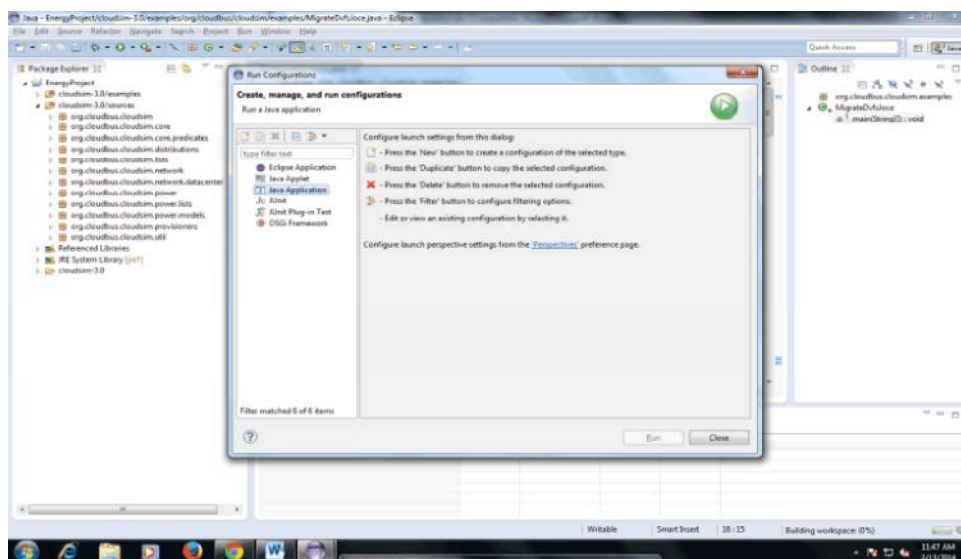 Java - EnergyProject/cloudsim-3.0/examples/org/cloudbus/cloudsim/examples/MigrateDvfsloce.java - Eclipse
File Edit Source Refactor Navigate Search Project Run Window Help
Quick Access
Java
Package Explorer
EnergyProject
cloudsim-3.0/examples
cloudsim-3.0/sources
org.cloudbus.cloudsim
org.cloudbus.cloudsim.core
org.cloudbus.cloudsim.core.predicates
org.cloudbus.cloudsim.distributions
org.cloudbus.cloudsim.lists
org.cloudbus.cloudsim.network
org.cloudbus.cloudsim.network.datacenter
org.cloudbus.cloudsim.power
org.cloudbus.cloudsim.power.lists
org.cloudbus.cloudsim.power.models
org.cloudbus.cloudsim.provisioners
org.cloudbus.cloudsim.util
Referenced Libraries
JRE System Library [jre7]
cloudsim-3.0
Run Configurations
Create, manage, and run configurations
Run a Java application
type filter text
Eclipse Application
Java Applet
Java Application
JUnit
JUnit Plug-in Test
OSGi Framework
Filter matched 6 of 6 items
Configure launch settings from this dialog:
- Press the 'New' button to create a configuration of the selected type.
- Press the 'Duplicate' button to copy the selected configuration.
- Press the 'Delete' button to remove the selected configuration.
- Press the 'Filter' button to configure filtering options.
- Edit or view an existing configuration by selecting it.
Configure launch perspective settings from the 'Perspectives' preference page.
Run
Close
Outline
org.cloudbus.cloudsim.examples
MigrateDvfsloce
main(String[]) : void
Writable
Smart Insert
16 : 15
Building workspace: (0%)
11:47 AM
2/13/2014